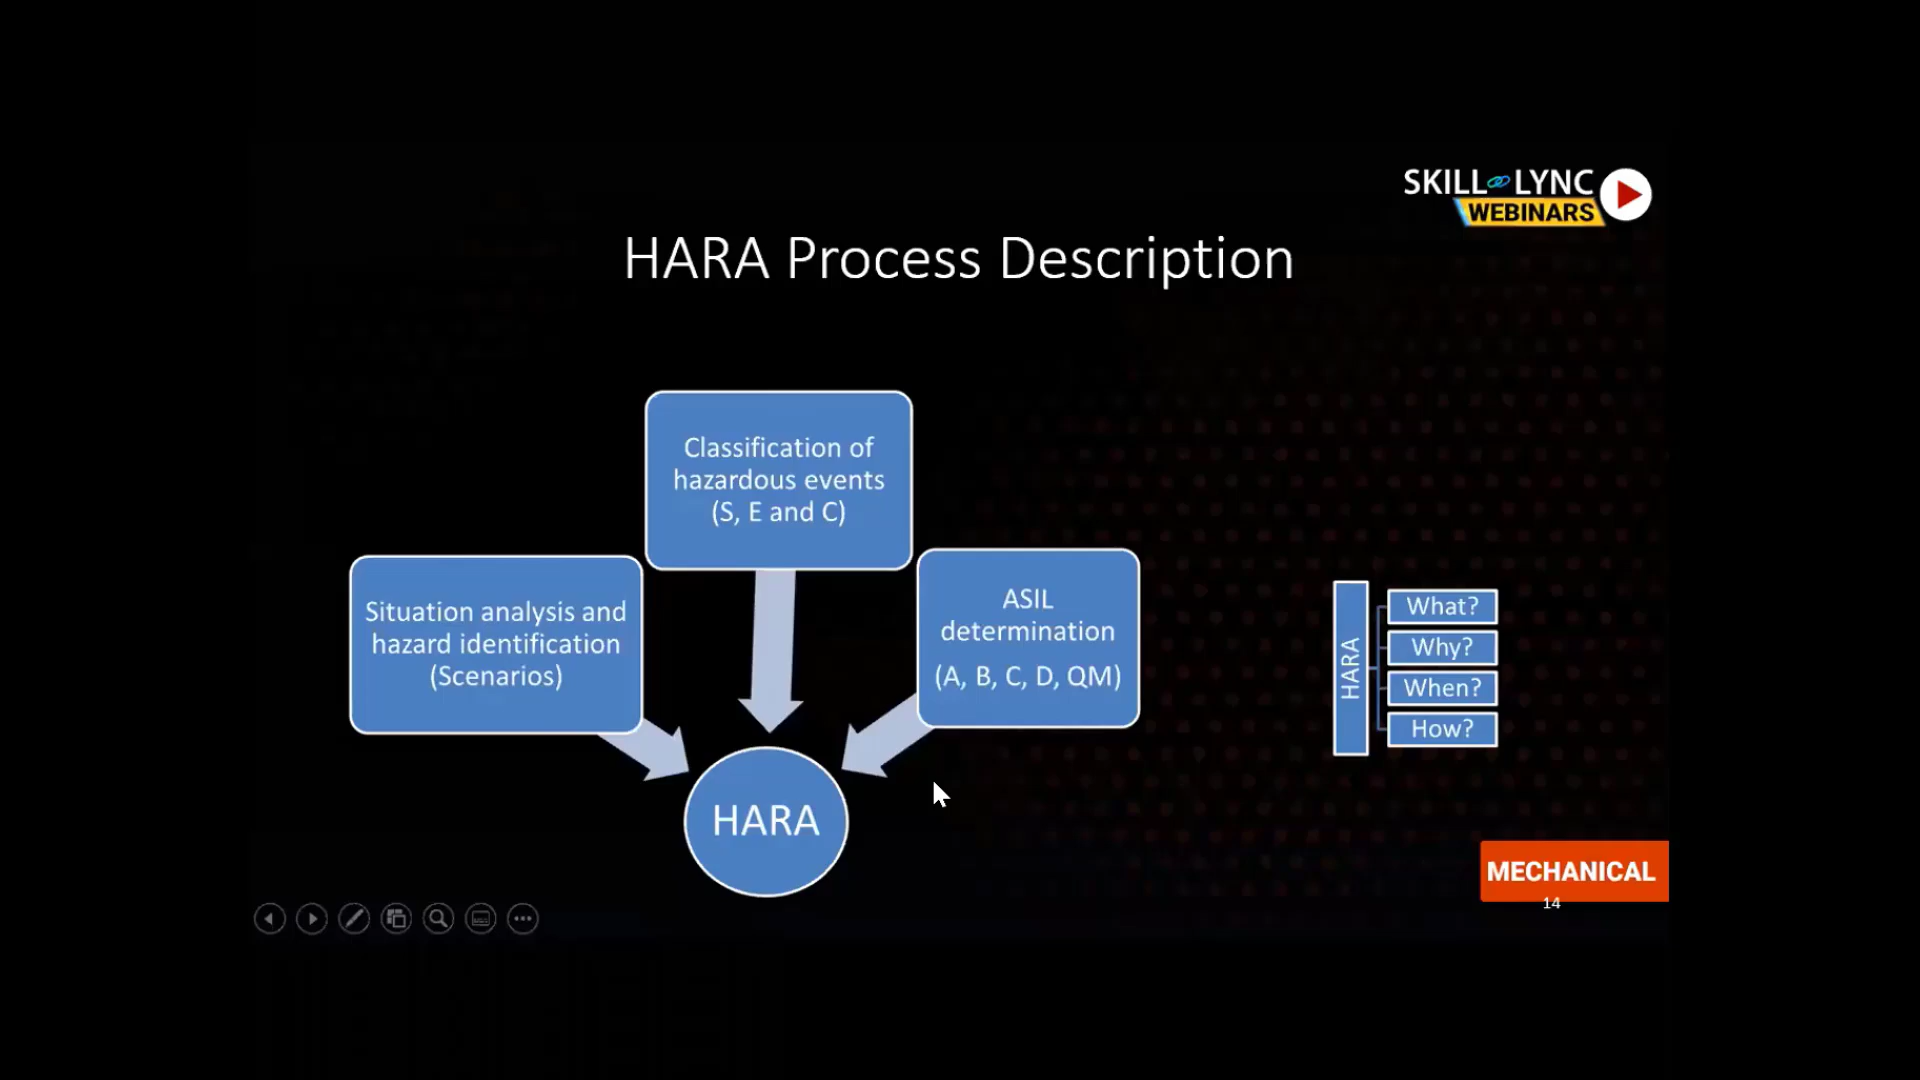 SKILL LYNC
WEBINARS
HARA Process Description
Classification of
hazardous events
(S, E and C)
Situation analysis and
hazard identification
(Scenarios)
ASIL
determination
(A, B, C, D, QM)
HARA
HARA
What?
Why?
When?
How?
MECHANICAL
14